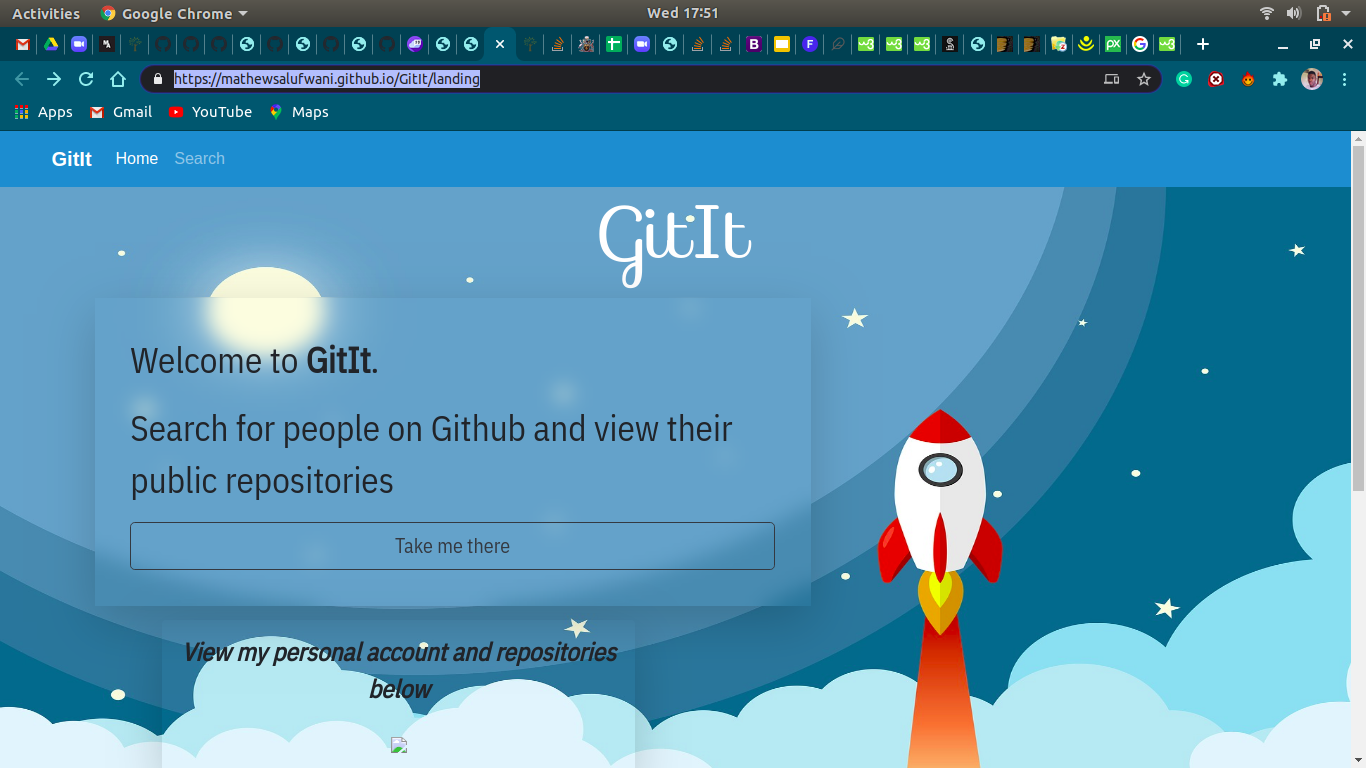 Activities Google Chrome Wed 17:51
https://mathewsalufwani.github.io/GitIt/landing
Apps Gmail YouTube Maps
GitIt Home Search
GitIt
Welcome to GitIt.
Search for people on Github and view their
public repositories
Take me there
View my personal account and repositories
below